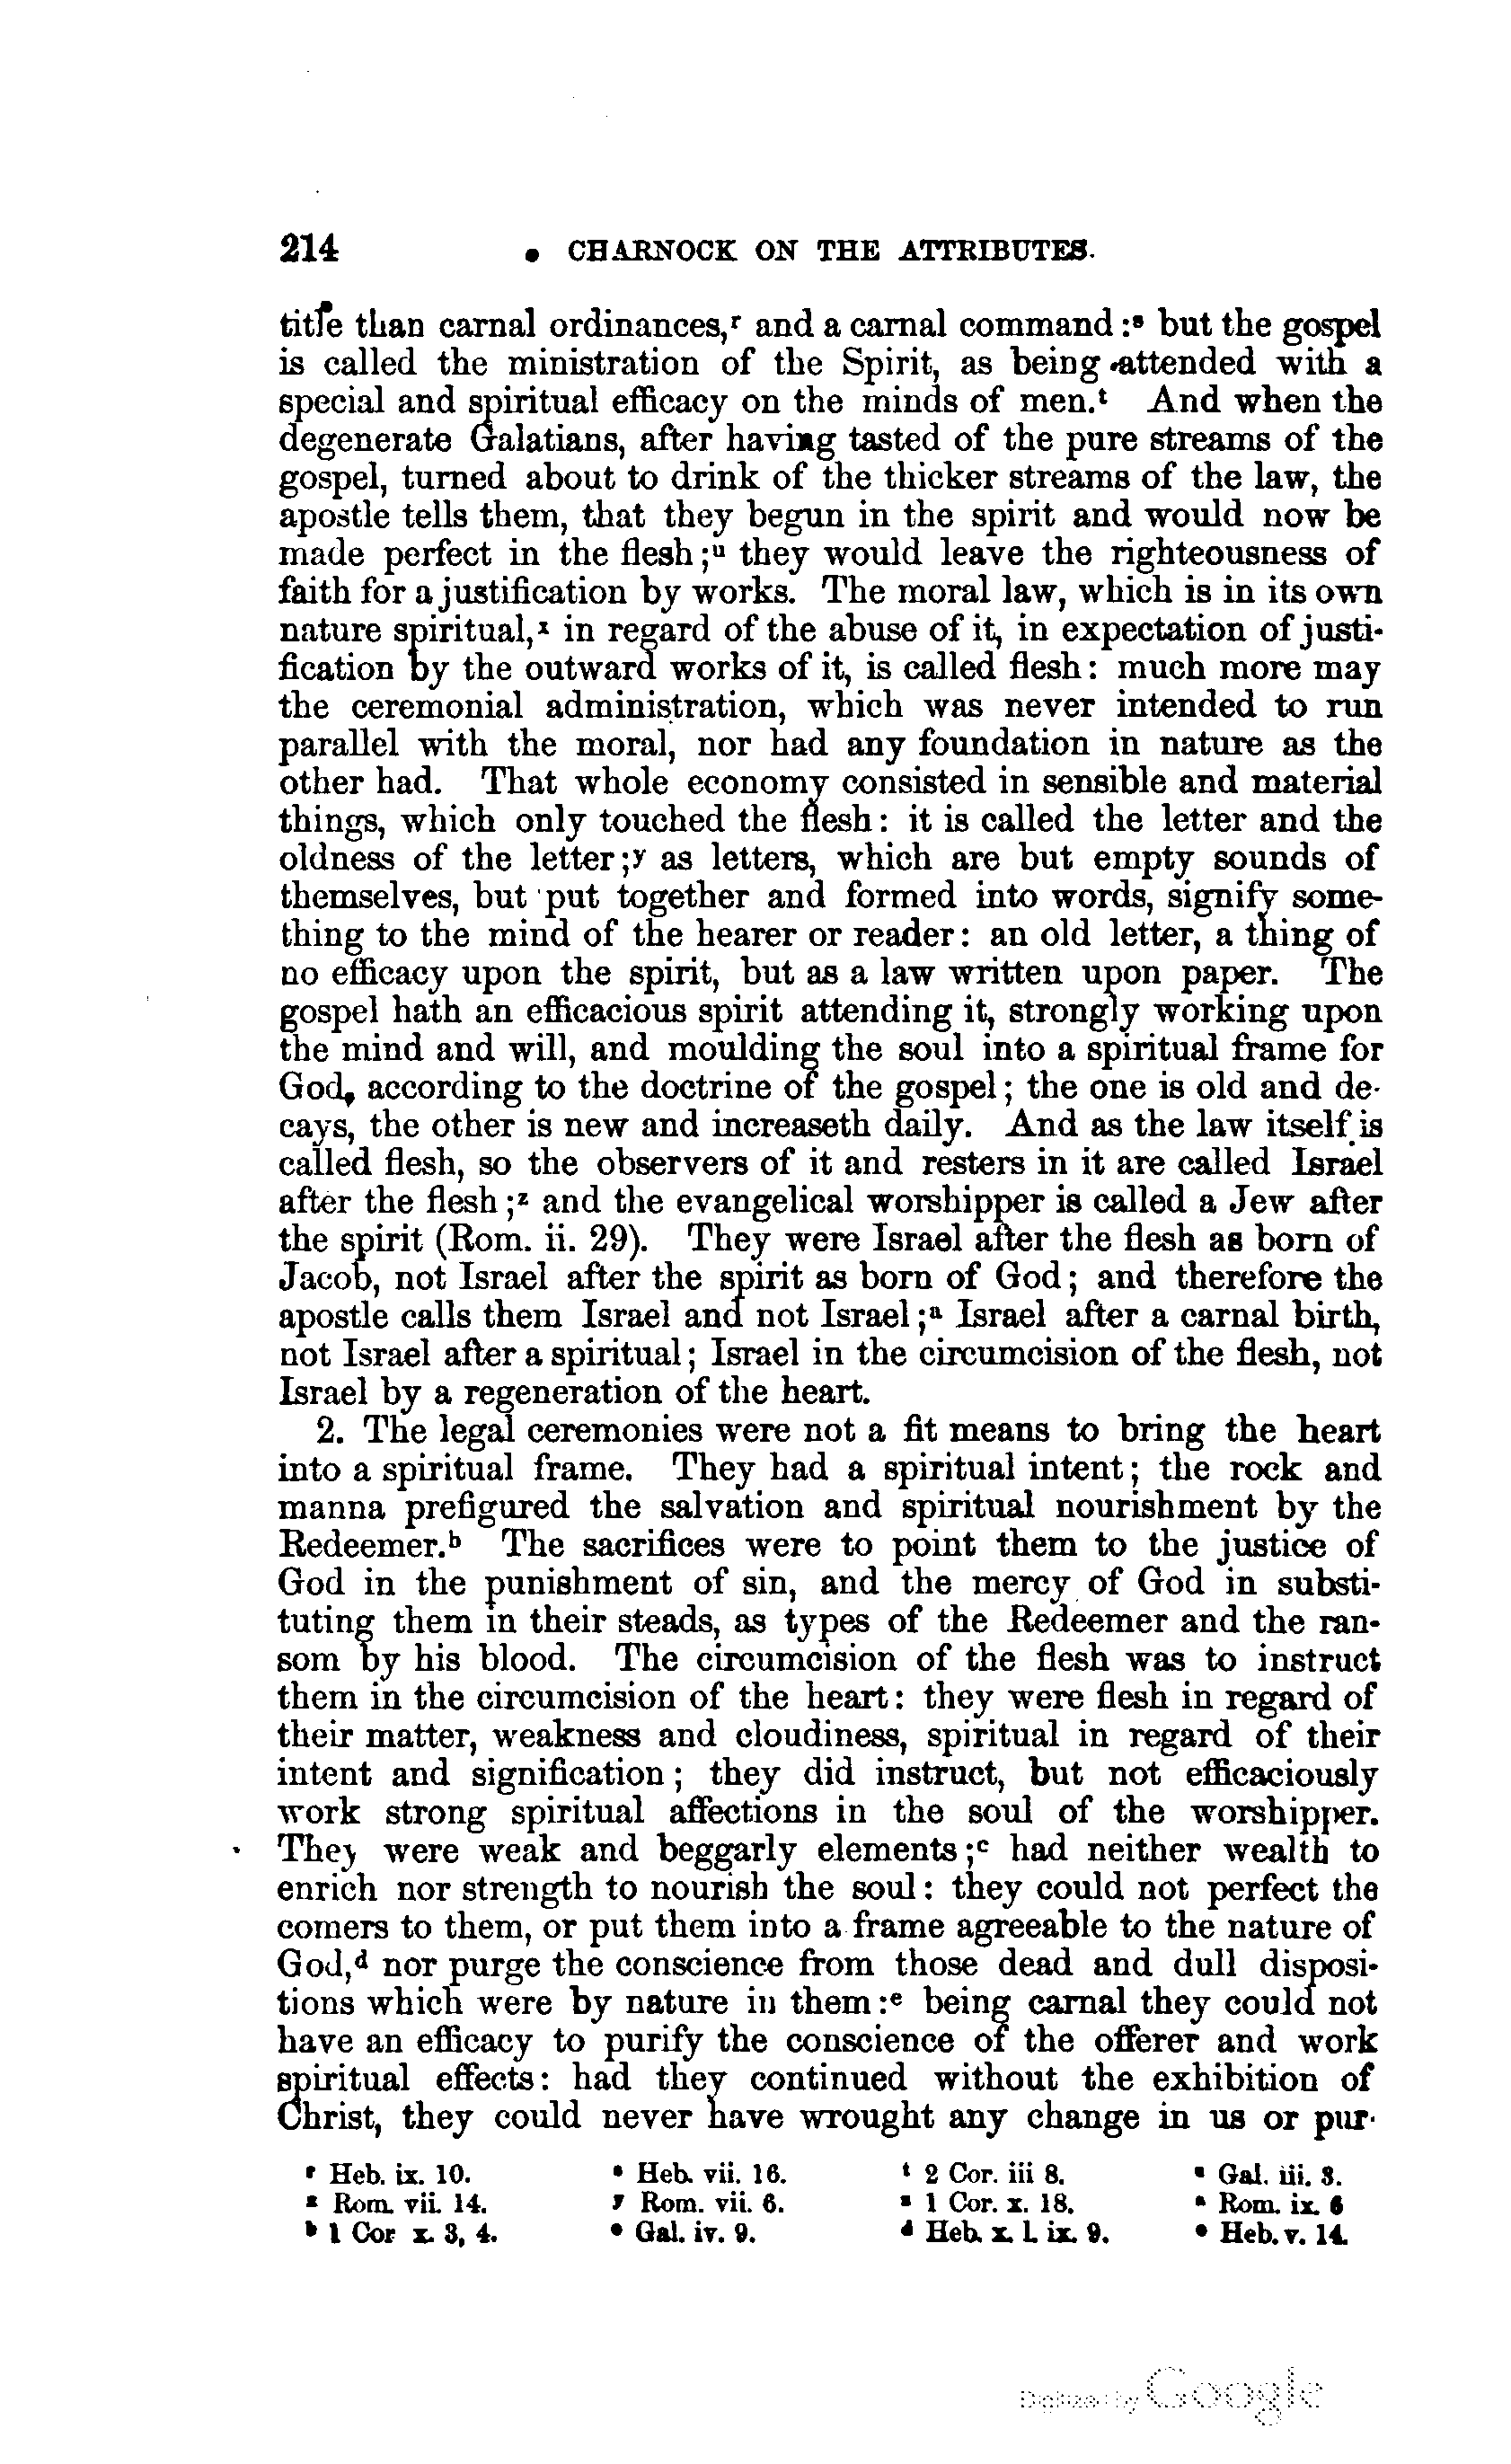 214 CHARNOCK ON THE ATTRIBUTES.
title than carnal ordinances,ʳ and a carnal command :ˢ but the gospel
is called the ministration of the Spirit, as being attended with a
special and spiritual efficacy on the minds of men.ᵗ And when the
degenerate Galatians, after having tasted of the pure streams of the
gospel, turned about to drink of the thicker streams of the law, the
apostle tells them, that they begun in the spirit and would now be
made perfect in the flesh ;ᵘ they would leave the righteousness of
faith for a justification by works. The moral law, which is in its own
nature spiritual,ˣ in regard of the abuse of it, in expectation of justi-
fication by the outward works of it, is called flesh: much more may
the ceremonial administration, which was never intended to run
parallel with the moral, nor had any foundation in nature as the
other had. That whole economy consisted in sensible and material
things, which only touched the flesh: it is called the letter and the
oldness of the letter ;ʸ as letters, which are but empty sounds of
themselves, but put together and formed into words, signify some-
thing to the mind of the hearer or reader: an old letter, a thing of
no efficacy upon the spirit, but as a law written upon paper. The
gospel hath an efficacious spirit attending it, strongly working upon
the mind and will, and moulding the soul into a spiritual frame for
God, according to the doctrine of the gospel; the one is old and de-
cays, the other is new and increaseth daily. And as the law itself is
called flesh, so the observers of it and resters in it are called Israel
after the flesh ;ᶻ and the evangelical worshipper is called a Jew after
the spirit (Rom. ii. 29). They were Israel after the flesh as born of
Jacob, not Israel after the spirit as born of God; and therefore the
apostle calls them Israel and not Israel ;ᵃ Israel after a carnal birth,
not Israel after a spiritual; Israel in the circumcision of the flesh, not
Israel by a regeneration of the heart.
2. The legal ceremonies were not a fit means to bring the heart
into a spiritual frame. They had a spiritual intent; the rock and
manna prefigured the salvation and spiritual nourishment by the
Redeemer.ᵇ The sacrifices were to point them to the justice of
God in the punishment of sin, and the mercy of God in substi-
tuting them in their steads, as types of the Redeemer and the ran-
som by his blood. The circumcision of the flesh was to instruct
them in the circumcision of the heart: they were flesh in regard of
their matter, weakness and cloudiness, spiritual in regard of their
intent and signification; they did instruct, but not efficaciously
work strong spiritual affections in the soul of the worshipper.
They were weak and beggarly elements ;ᶜ had neither wealth to
enrich nor strength to nourish the soul: they could not perfect the
comers to them, or put them into a frame agreeable to the nature of
God,ᵈ nor purge the conscience from those dead and dull disposi-
tions which were by nature in them :ᵉ being carnal they could not
have an efficacy to purify the conscience of the offerer and work
spiritual effects: had they continued without the exhibition of
Christ, they could never have wrought any change in us or pur-
ʳ Heb. ix. 10. ˢ Heb. vii. 16. ᵗ 2 Cor. iii 8. ᵘ Gal. iii. 3.
ˣ Rom. vii. 14. ʸ Rom. vii. 6. ᶻ 1 Cor. x. 18. ᵃ Rom. ix. 6
ᵇ 1 Cor x. 3, 4. ᶜ Gal. iv. 9. ᵈ Heb. x. 1. ix. 9. ᵉ Heb. v. 14.
Digitized by Google